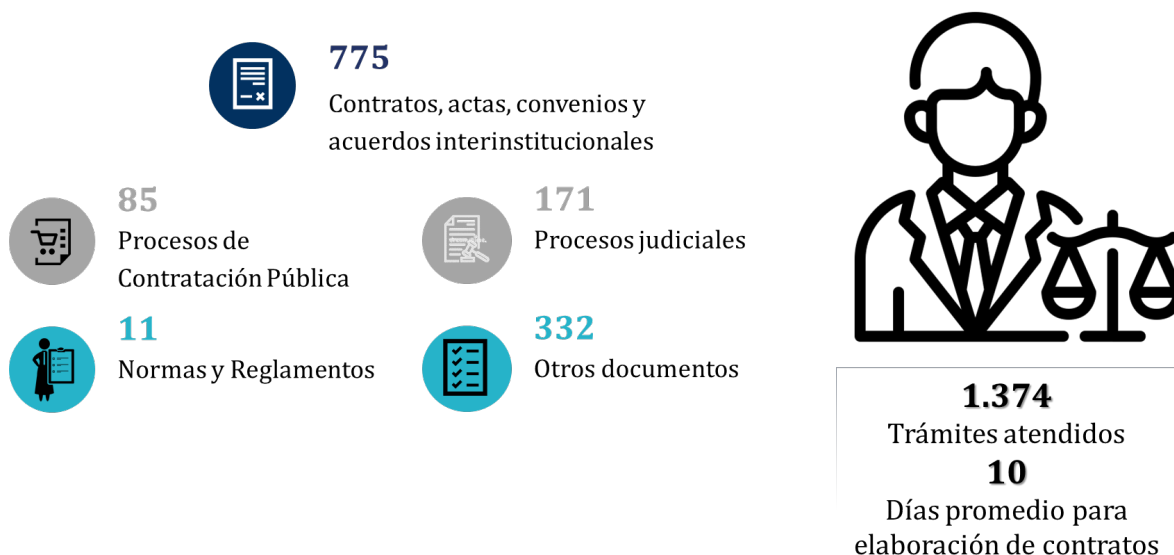 775
Contratos, actas, convenios y
acuerdos interinstitucionales
85
Procesos de
Contratación Pública
171
Procesos judiciales
11
Normas y Reglamentos
332
Otros documentos
1.374
Trámites atendidos
10
Días promedio para
elaboración de contratos